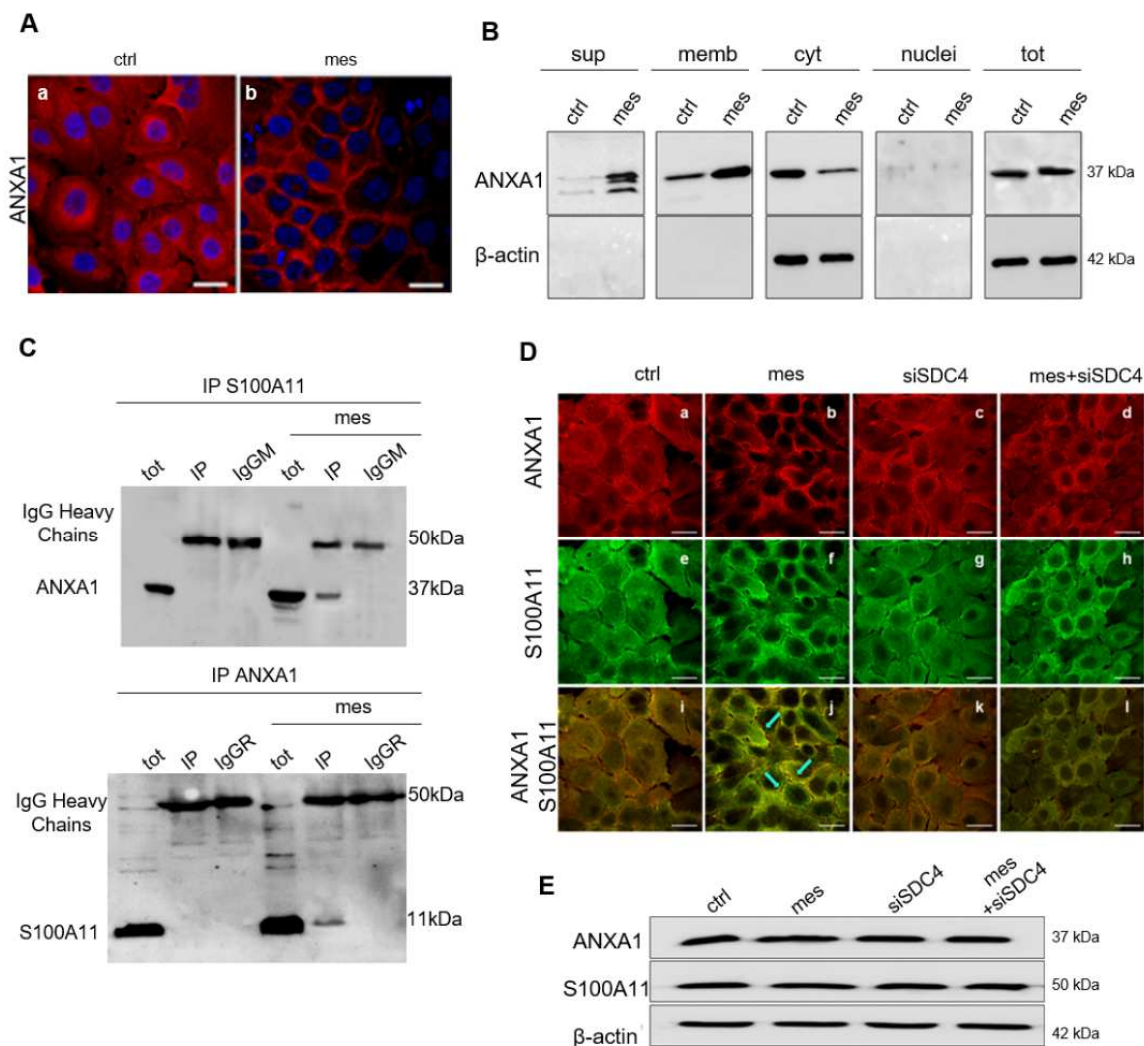 A
ctrl mes
a b
ANXA1
B
sup memb cyt nuclei tot
ctrl mes ctrl mes ctrl mes ctrl mes ctrl mes
ANXA1 37 kDa
β-actin 42 kDa
C
IP S100A11
mes
tot IP IgGM tot IP IgGM
IgG Heavy Chains 50kDa
ANXA1 37kDa
IP ANXA1
mes
tot IP IgGR tot IP IgGR
IgG Heavy Chains 50kDa
S100A11 11kDa
D
ctrl mes siSDC4 mes+siSDC4
ANXA1 a b c d
S100A11 e f g h
ANXA1 S100A11 i j k l
E
ctrl mes siSDC4 mes +siSDC4
ANXA1 37 kDa
S100A11 50 kDa
β-actin 42 kDa